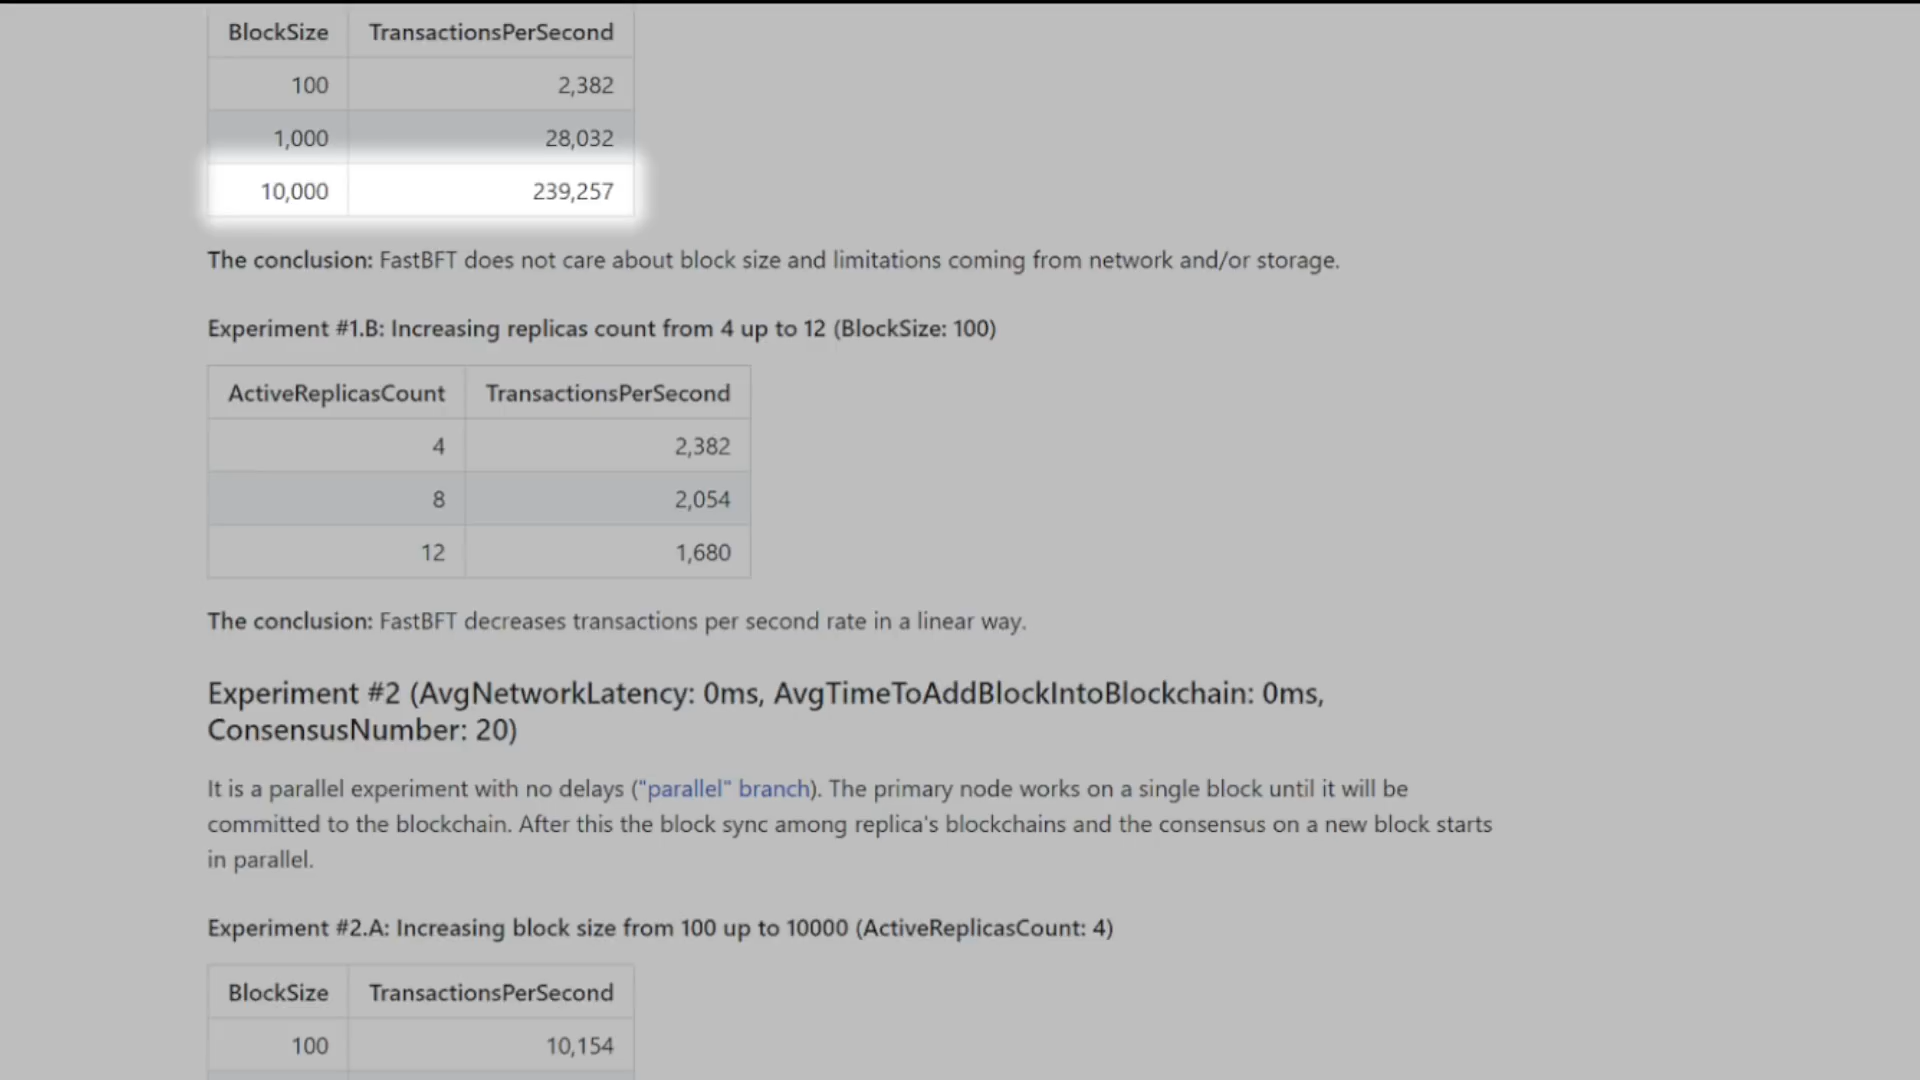 BlockSize TransactionsPerSecond
100 2,382
1,000 28,032
10,000 239,257
The conclusion: FastBFT does not care about block size and limitations coming from network and/or storage.
Experiment #1.B: Increasing replicas count from 4 up to 12 (BlockSize: 100)
ActiveReplicasCount TransactionsPerSecond
4 2,382
8 2,054
12 1,680
The conclusion: FastBFT decreases transactions per second rate in a linear way.
Experiment #2 (AvgNetworkLatency: 0ms, AvgTimeToAddBlockIntoBlockchain: 0ms,
ConsensusNumber: 20)
It is a parallel experiment with no delays ("parallel" branch). The primary node works on a single block until it will be
committed to the blockchain. After this the block sync among replica's blockchains and the consensus on a new block starts
in parallel.
Experiment #2.A: Increasing block size from 100 up to 10000 (ActiveReplicasCount: 4)
BlockSize TransactionsPerSecond
100 10,154